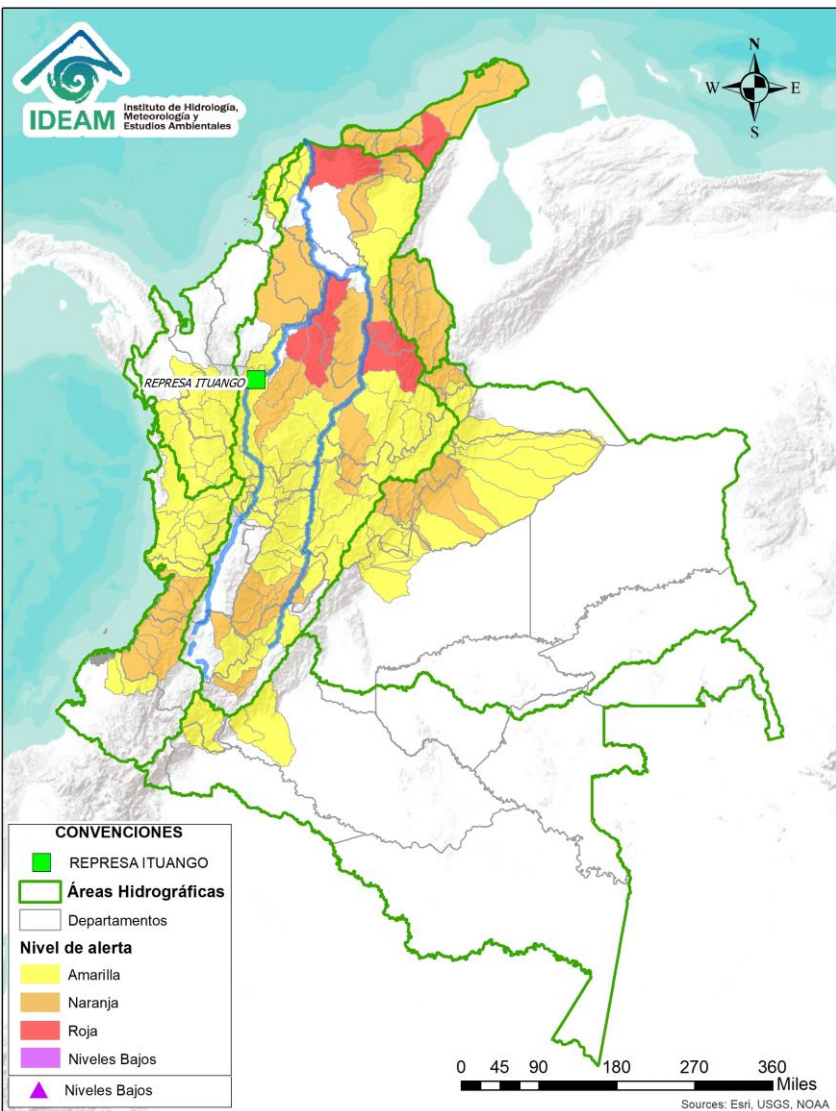 IDEAM
Instituto de Hidrología,
Meteorología y
Estudios Ambientales
N
W
E
S
REPRESA ITUANGO
CONVENCIONES
REPRESA ITUANGO
Áreas Hidrográficas
Departamentos
Nivel de alerta
Amarilla
Naranja
Roja
Niveles Bajos
Niveles Bajos
0 45 90 180 270 360
Miles
Sources: Esri, USGS, NOAA